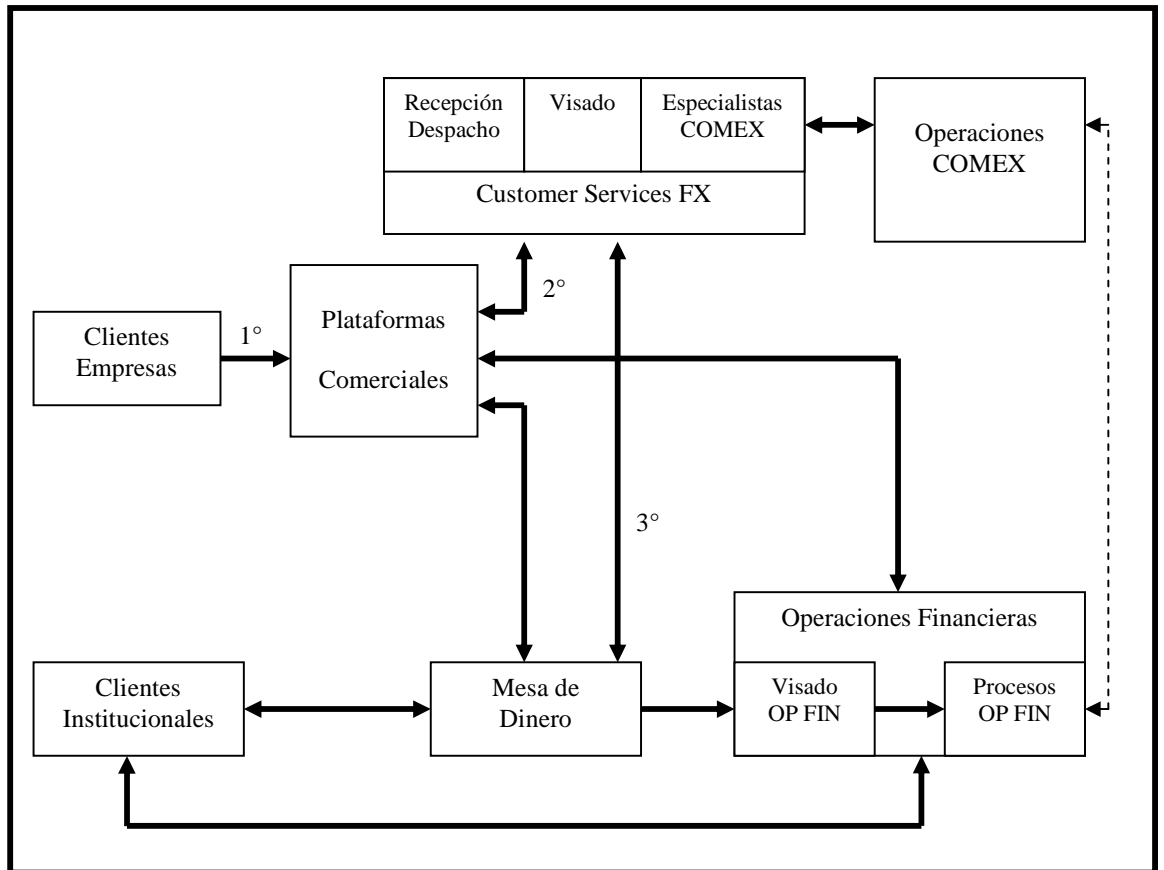 Recepción
Despacho
Visado
Especialistas
COMEX
Customer Services FX
Operaciones
COMEX
2°
Plataformas
Comerciales
1°
Clientes
Empresas
3°
Operaciones Financieras
Clientes
Institucionales
Mesa de
Dinero
Visado
OP FIN
Procesos
OP FIN